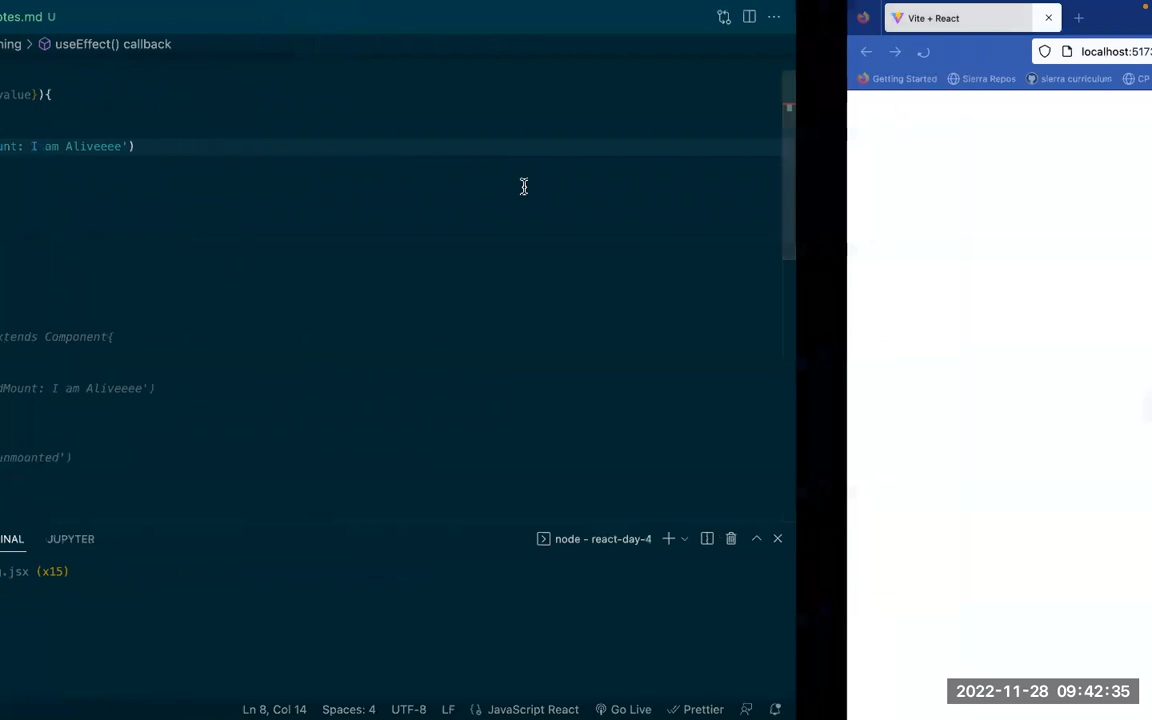 otes.md U
ning > useEffect() callback
value}){
unt: I am Aliveeee')
xtends Component{
dMount: I am Aliveeee')
unmounted')
INAL
JUPYTER
node - react-day-4
g.jsx (x15)
Ln 8, Col 14
Spaces: 4
UTF-8
LF
{} JavaScript React
Go Live
Prettier
Vite + React
localhost:5173
Getting Started
Sierra Repos
sierra curriculum
CP
2022-11-28 09:42:35